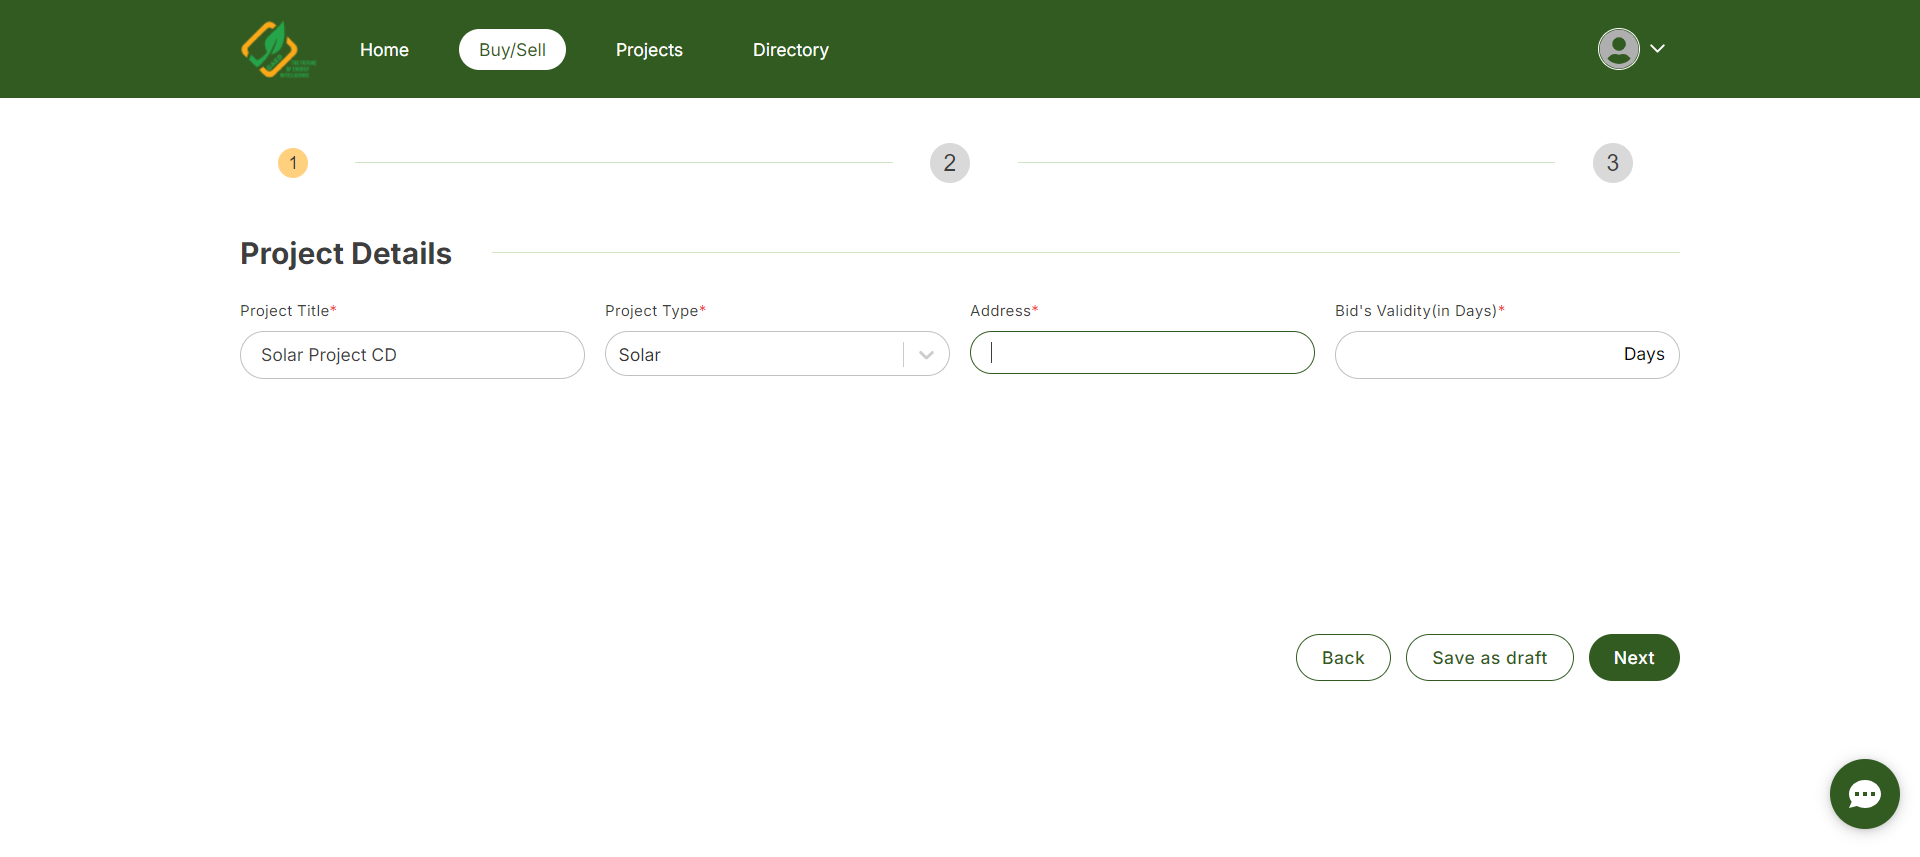 Home
Buy/Sell
Projects
Directory
1
2
3
Project Details
Project Title*
Project Type*
Address*
Bid's Validity(in Days)*
Solar Project CD
Solar
Days
Back
Save as draft
Next